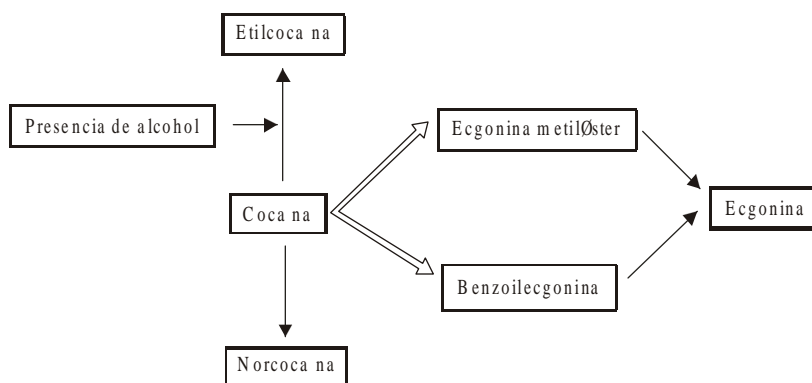 Etilcoca na
Presencia de alcohol
Ecgonina metilØster
Coca na
Ecgonina
Benzoilecgonina
Norcoca na